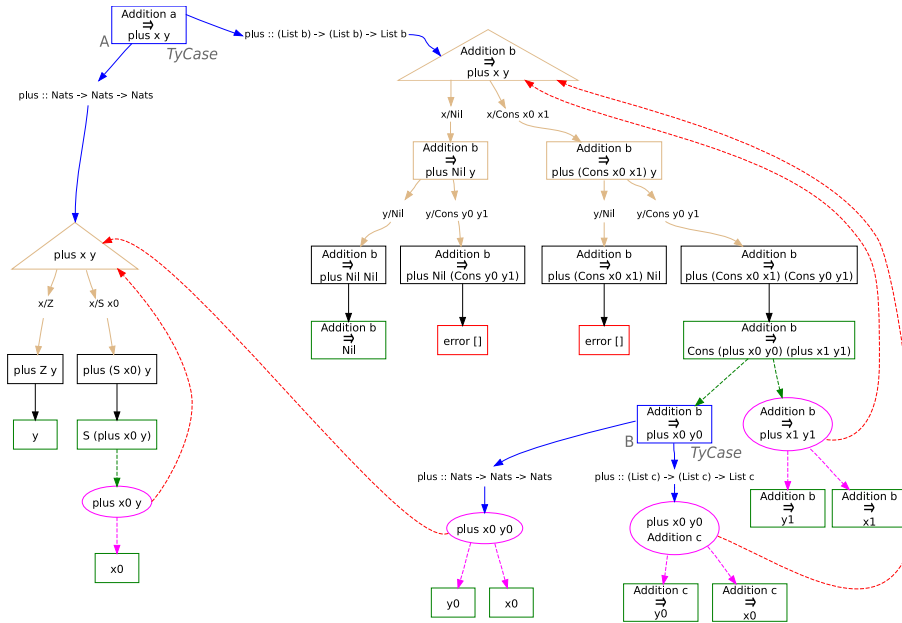 Addition a
⇒
plus x y
A
TyCase
plus :: (List b) -> (List b) -> List b
Addition b
⇒
plus x y
plus :: Nats -> Nats -> Nats
x/Nil
x/Cons x0 x1
Addition b
⇒
plus Nil y
Addition b
⇒
plus (Cons x0 x1) y
y/Nil
y/Cons y0 y1
y/Nil
y/Cons y0 y1
plus x y
Addition b
⇒
plus Nil Nil
Addition b
⇒
plus Nil (Cons y0 y1)
Addition b
⇒
plus (Cons x0 x1) Nil
Addition b
⇒
plus (Cons x0 x1) (Cons y0 y1)
x/Z
x/S x0
Addition b
⇒
Nil
error []
error []
Addition b
⇒
Cons (plus x0 y0) (plus x1 y1)
plus Z y
plus (S x0) y
y
S (plus x0 y)
Addition b
⇒
plus x0 y0
B
TyCase
Addition b
⇒
plus x1 y1
plus :: Nats -> Nats -> Nats
plus :: (List c) -> (List c) -> List c
plus x0 y
plus x0 y0
plus x0 y0
Addition c
Addition b
⇒
y1
Addition b
⇒
x1
x0
y0
x0
Addition c
⇒
y0
Addition c
⇒
x0